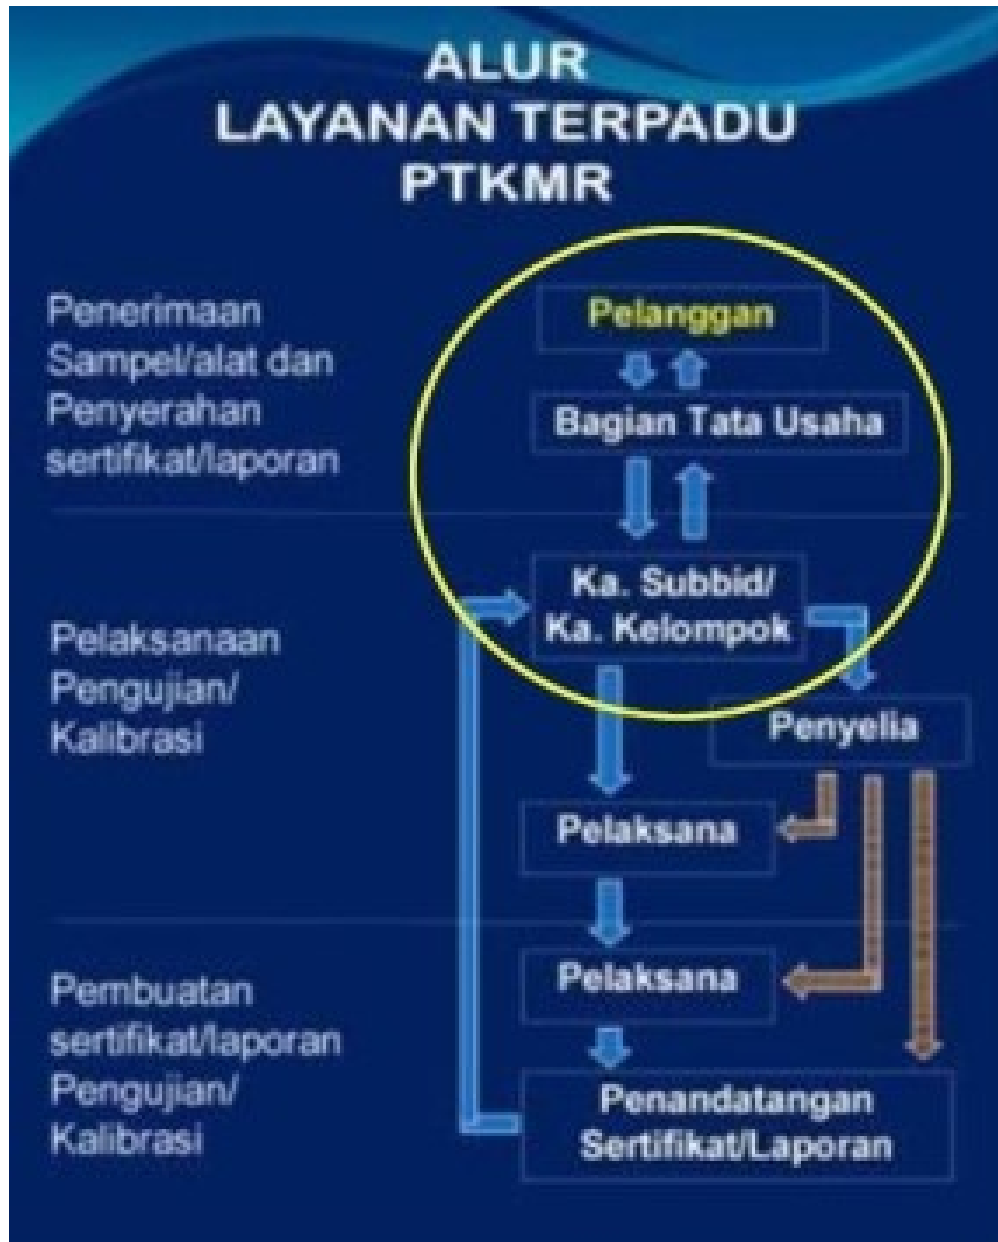 ALUR
LAYANAN TERPADU
PTKMR
Penerimaan
Sampel/alat dan
Penyerahan
sertifikat/laporan
Pelanggan
Bagian Tata Usaha
Pelaksanaan
Pengujian/
Kalibrasi
Ka. Subbid/
Ka. Kelompok
Penyelia
Pelaksana
Pembuatan
sertifikat/laporan
Pengujian/
Kalibrasi
Pelaksana
Penandatangan
Sertifikat/Laporan